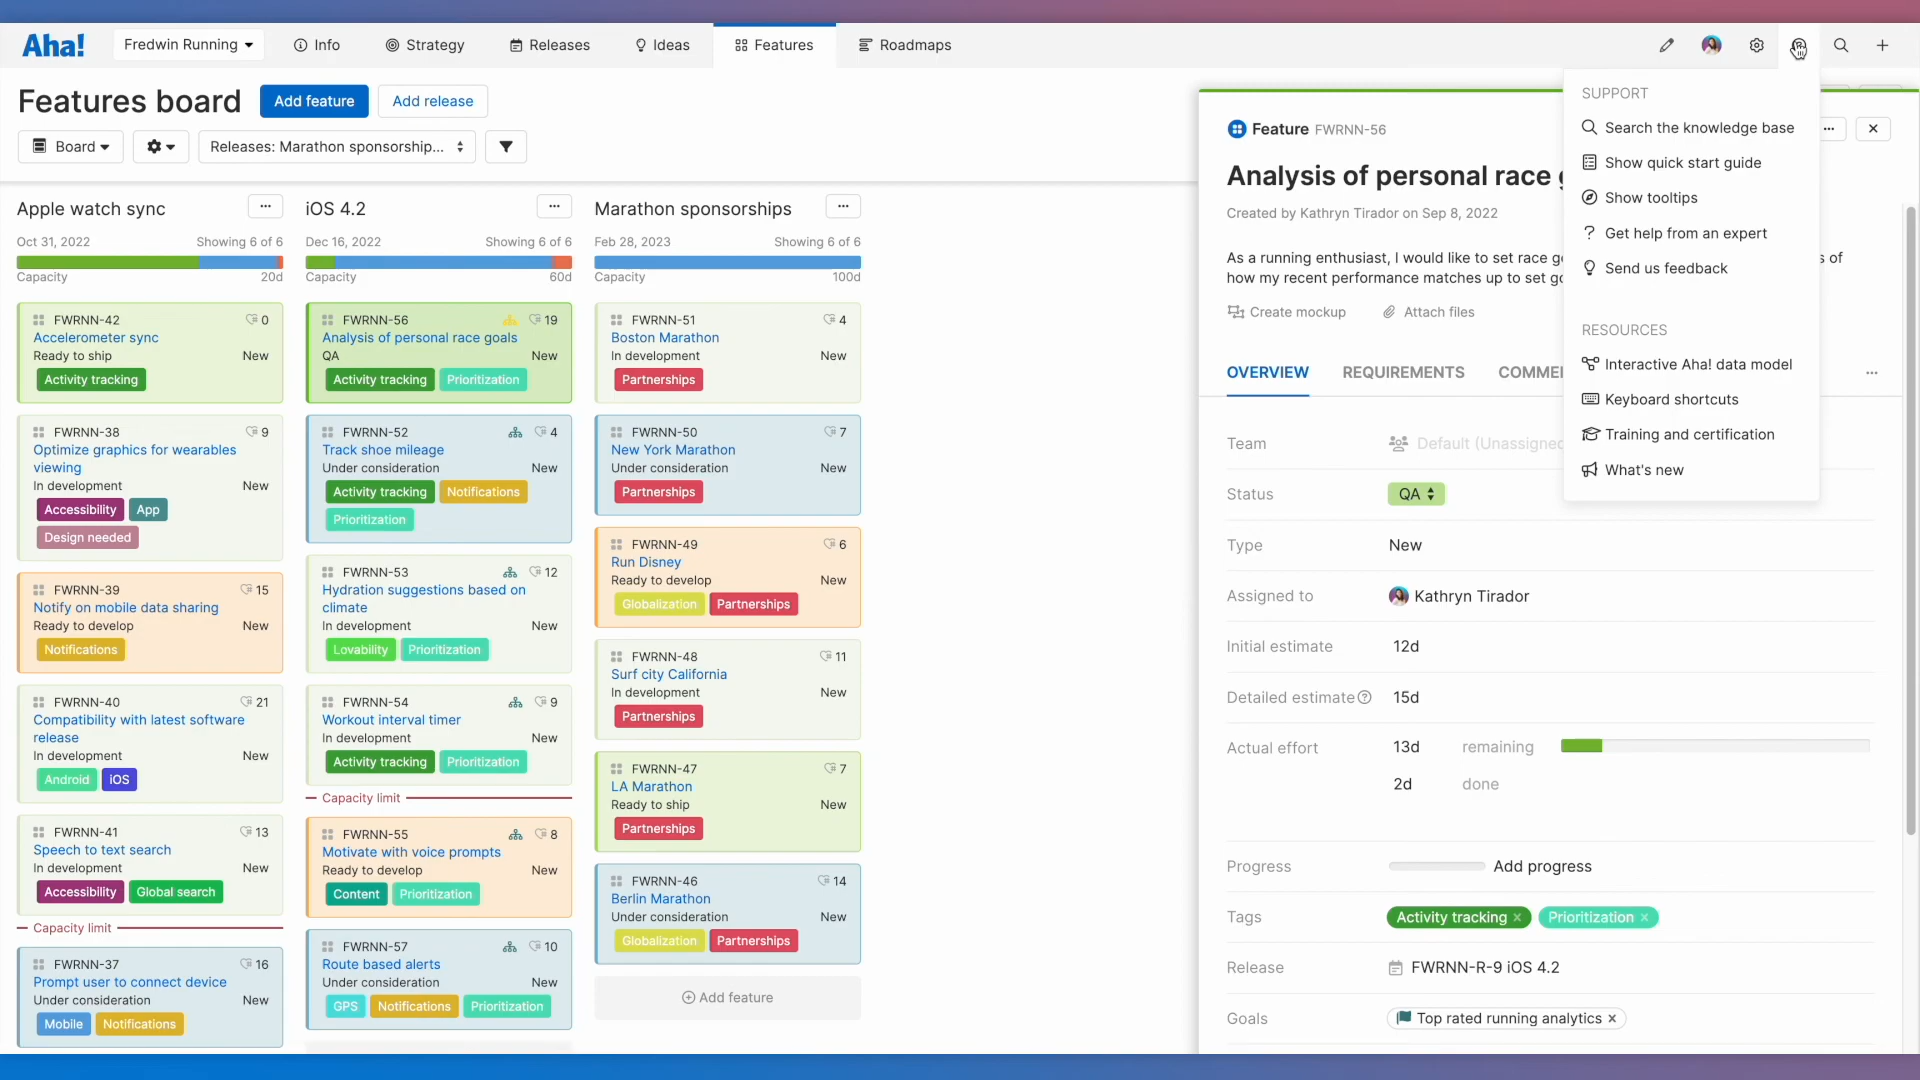 Aha!
Fredwin Running
Info
Strategy
Releases
Ideas
Features
Roadmaps
Features board
Add feature
Add release
Board
Releases: Marathon sponsorship...
Apple watch sync
Oct 31, 2022 Showing 6 of 6
Capacity 20d
FWRNN-42 0
Accelerometer sync
Ready to ship New
Activity tracking
FWRNN-38 9
Optimize graphics for wearables
viewing
In development New
Accessibility App
Design needed
FWRNN-39 15
Notify on mobile data sharing
Ready to develop New
Notifications
FWRNN-40 21
Compatibility with latest software
release
In development New
Android iOS
FWRNN-41 13
Speech to text search
In development New
Accessibility Global search
Capacity limit
FWRNN-37 16
Prompt user to connect device
Under consideration New
Mobile Notifications
iOS 4.2
Dec 16, 2022 Showing 6 of 6
Capacity 60d
FWRNN-56 19
Analysis of personal race goals
QA New
Activity tracking Prioritization
FWRNN-52 4
Track shoe mileage
Under consideration New
Activity tracking Notifications
Prioritization
FWRNN-53 12
Hydration suggestions based on
climate
In development New
Lovability Prioritization
FWRNN-54 9
Workout interval timer
In development New
Activity tracking Prioritization
Capacity limit
FWRNN-55 8
Motivate with voice prompts
Ready to develop New
Content Prioritization
FWRNN-57 10
Route based alerts
Under consideration New
GPS Notifications Prioritization
Marathon sponsorships
Feb 28, 2023 Showing 6 of 6
Capacity 100d
FWRNN-51 4
Boston Marathon
In development New
Partnerships
FWRNN-50 7
New York Marathon
Under consideration New
Partnerships
FWRNN-49 6
Run Disney
Ready to develop New
Globalization Partnerships
FWRNN-48 11
Surf city California
In development New
Partnerships
FWRNN-47 7
LA Marathon
Ready to ship New
Partnerships
FWRNN-46 14
Berlin Marathon
Under consideration New
Globalization Partnerships
Add feature
Feature FWRNN-56
Analysis of personal race
Created by Kathryn Tirador on Sep 8, 2022
As a running enthusiast, I would like to set race s of
how my recent performance matches up to set
Create mockup Attach files
OVERVIEW REQUIREMENTS COMME
Team Default (Unassigned
Status QA
Type New
Assigned to Kathryn Tirador
Initial estimate 12d
Detailed estimate 15d
Actual effort 13d remaining
2d done
Progress Add progress
Tags Activity tracking × Prioritization ×
Release FWRNN-R-9 iOS 4.2
Goals Top rated running analytics ×
SUPPORT
Search the knowledge base
Show quick start guide
Show tooltips
Get help from an expert
Send us feedback
RESOURCES
Interactive Aha! data model
Keyboard shortcuts
Training and certification
What's new